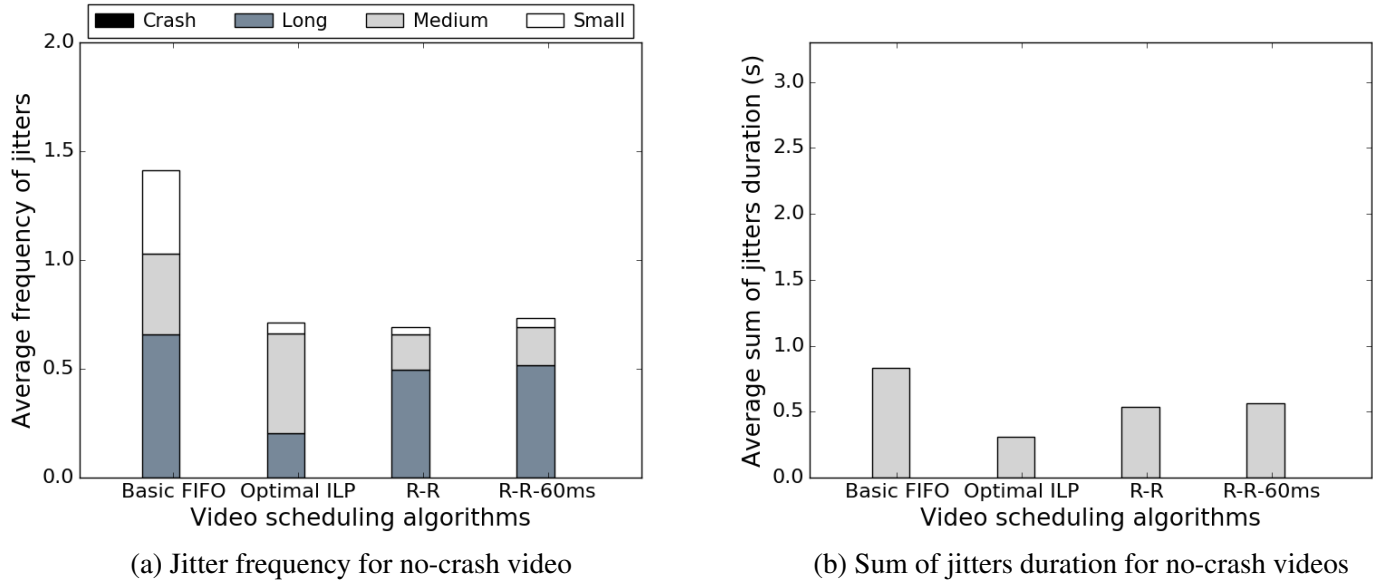 Crash Long Medium Small
2.0
1.5
1.0
0.5
0.0
Average frequency of jitters
Basic FIFO Optimal ILP R-R R-R-60ms
Video scheduling algorithms
(a) Jitter frequency for no-crash video
3.0
2.5
2.0
1.5
1.0
0.5
0.0
Average sum of jitters duration (s)
Basic FIFO Optimal ILP R-R R-R-60ms
Video scheduling algorithms
(b) Sum of jitters duration for no-crash videos